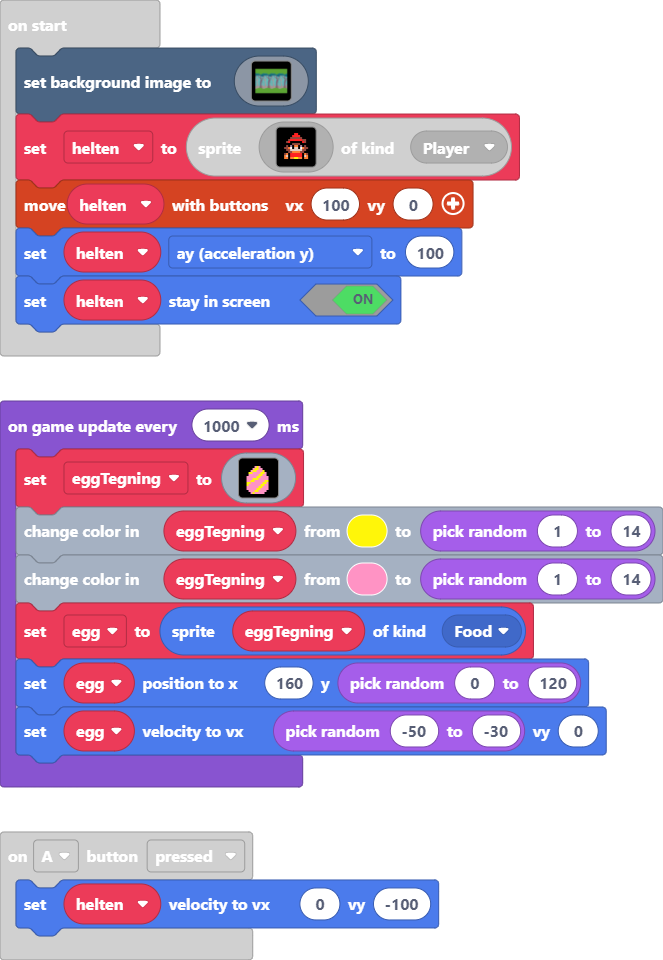 on start
set background image to
set helten to sprite of kind Player
move helten with buttons vx 100 vy 0
set helten ay (acceleration y) to 100
set helten stay in screen ON
on game update every 1000 ms
set eggTegning to
change color in eggTegning from to pick random 1 to 14
change color in eggTegning from to pick random 1 to 14
set egg to sprite eggTegning of kind Food
set egg position to x 160 y pick random 0 to 120
set egg velocity to vx pick random -50 to -30 vy 0
on A button pressed
set helten velocity to vx 0 vy -100